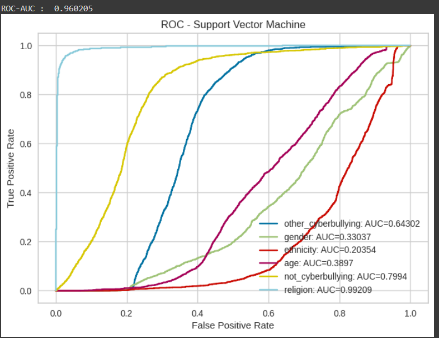 ROC-AUC : 0.960205
ROC - Support Vector Machine
1.0
0.8
0.6
0.4
0.2
0.0
True Positive Rate
other_cyberbullying: AUC=0.64302
gender: AUC=0.33037
ethnicity: AUC=0.20354
age: AUC=0.3897
not_cyberbullying: AUC=0.7994
religion: AUC=0.99209
0.0 0.2 0.4 0.6 0.8 1.0
False Positive Rate